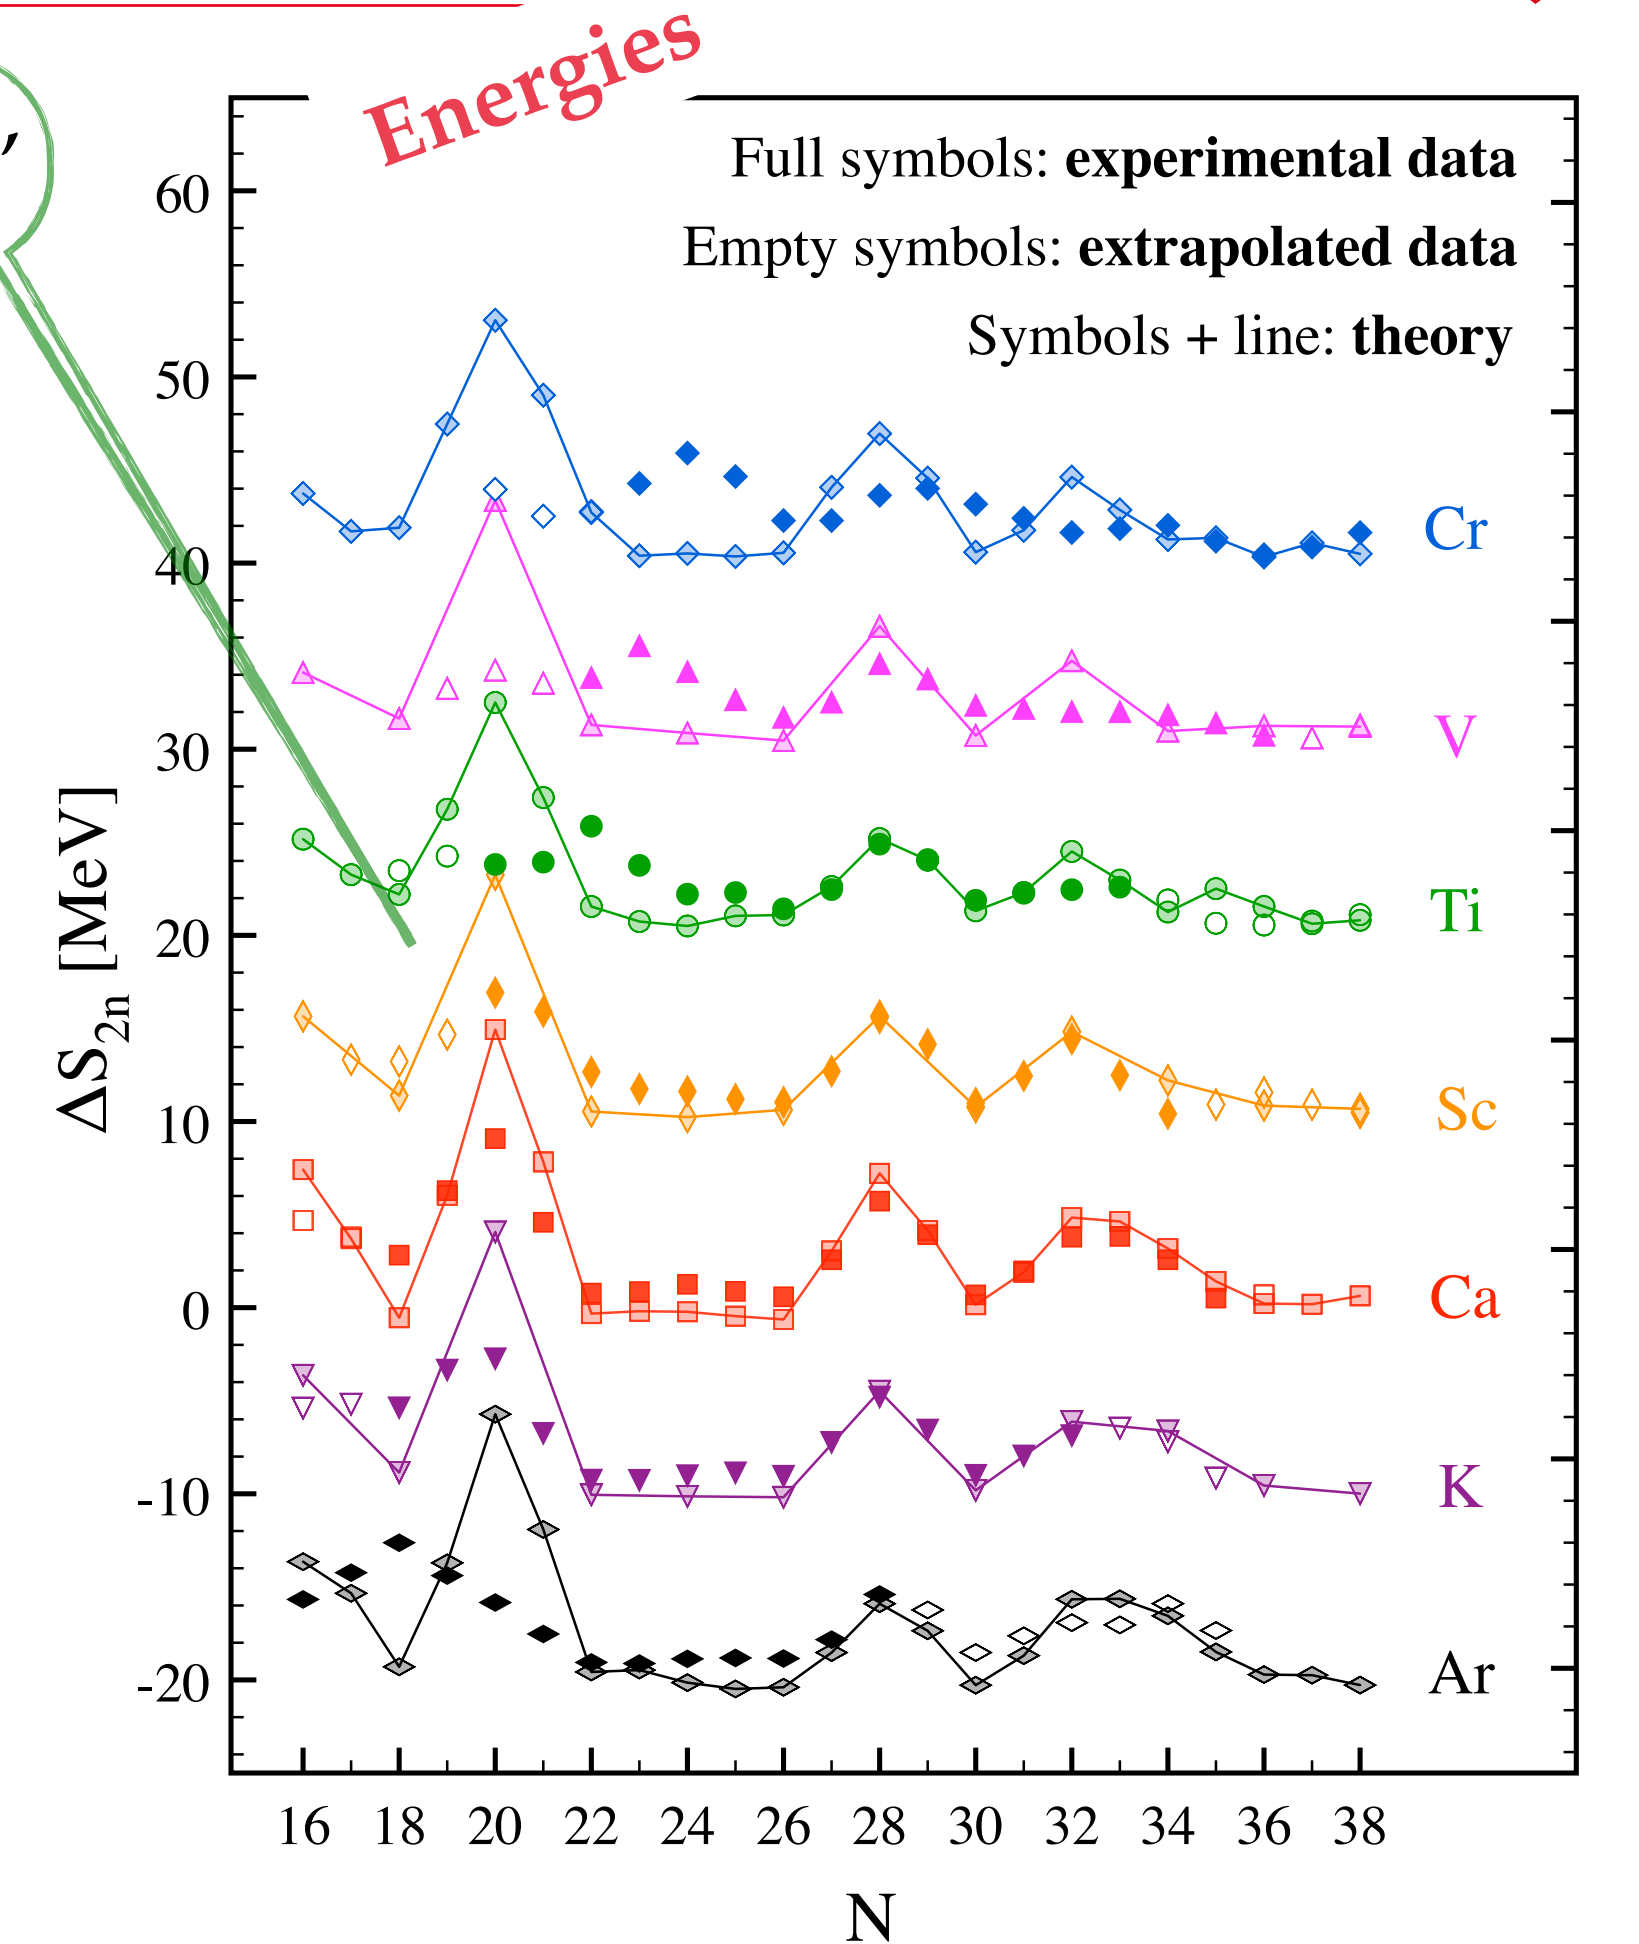 ,
Energies
Full symbols: experimental data
Empty symbols: extrapolated data
Symbols + line: theory
60
50
40
30
20
10
0
-10
-20
ΔS2n [MeV]
Cr
V
Ti
Sc
Ca
K
Ar
16 18 20 22 24 26 28 30 32 34 36 38
N